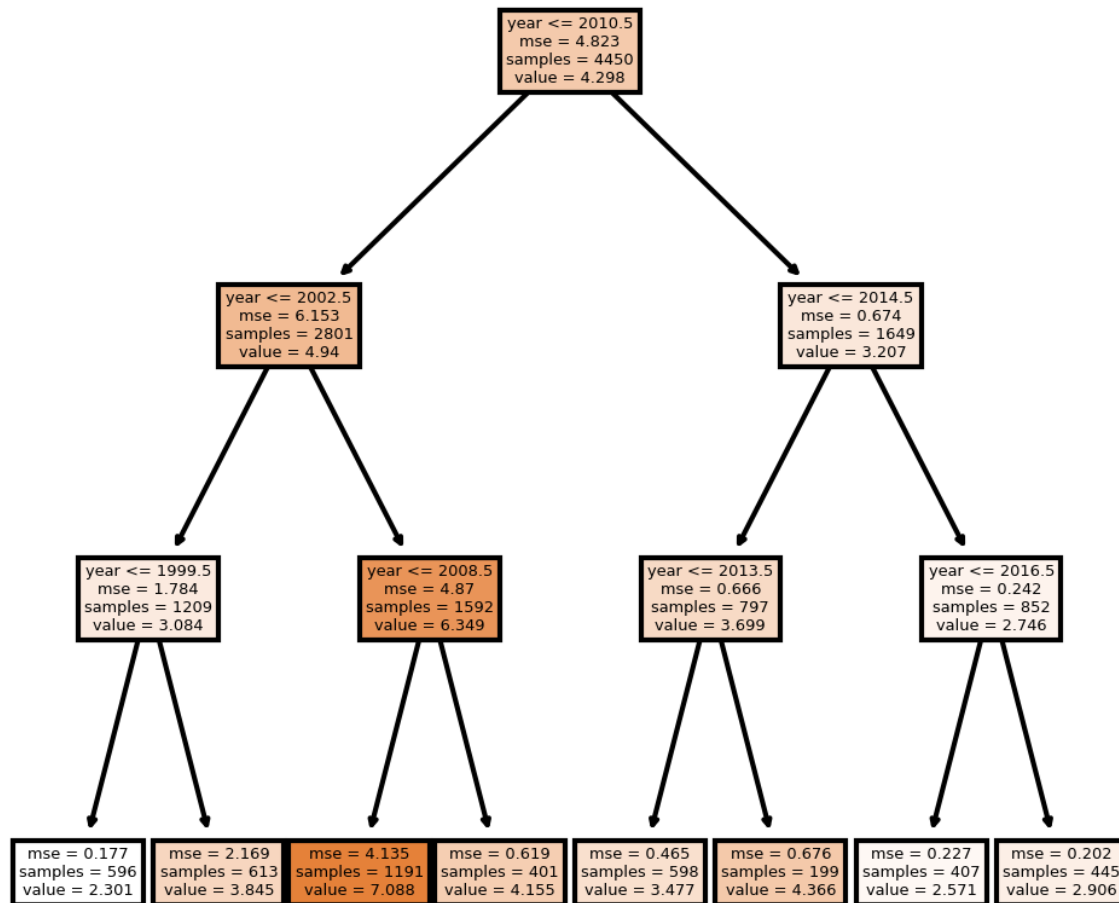 year <= 2010.5
mse = 4.823
samples = 4450
value = 4.298
year <= 2002.5
mse = 6.153
samples = 2801
value = 4.94
year <= 2014.5
mse = 0.674
samples = 1649
value = 3.207
year <= 1999.5
mse = 1.784
samples = 1209
value = 3.084
year <= 2008.5
mse = 4.87
samples = 1592
value = 6.349
year <= 2013.5
mse = 0.666
samples = 797
value = 3.699
year <= 2016.5
mse = 0.242
samples = 852
value = 2.746
mse = 0.177
samples = 596
value = 2.301
mse = 2.169
samples = 613
value = 3.845
mse = 4.135
samples = 1191
value = 7.088
mse = 0.619
samples = 401
value = 4.155
mse = 0.465
samples = 598
value = 3.477
mse = 0.676
samples = 199
value = 4.366
mse = 0.227
samples = 407
value = 2.571
mse = 0.202
samples = 445
value = 2.906